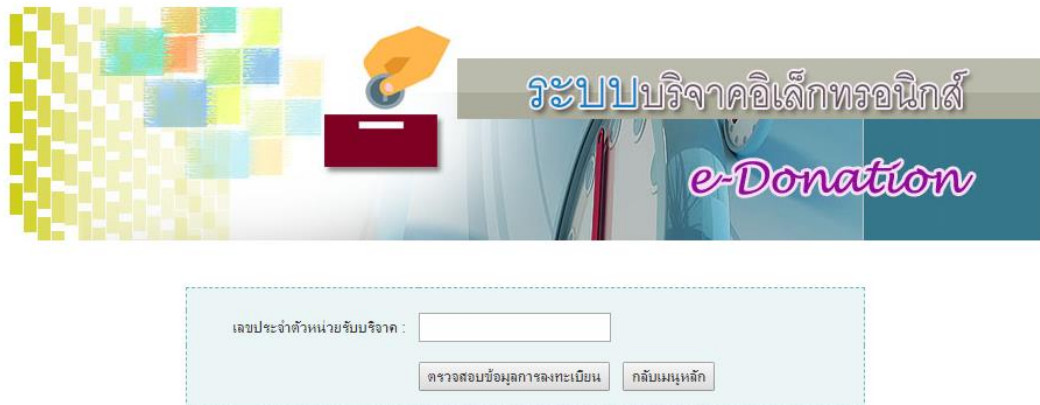 ระบบบริจาคอิเล็กทรอนิกส์
e-Donation
เลขประจำตัวหน่วยรับบริจาค :
ตรวจสอบข้อมูลการลงทะเบียน กลับเมนูหลัก